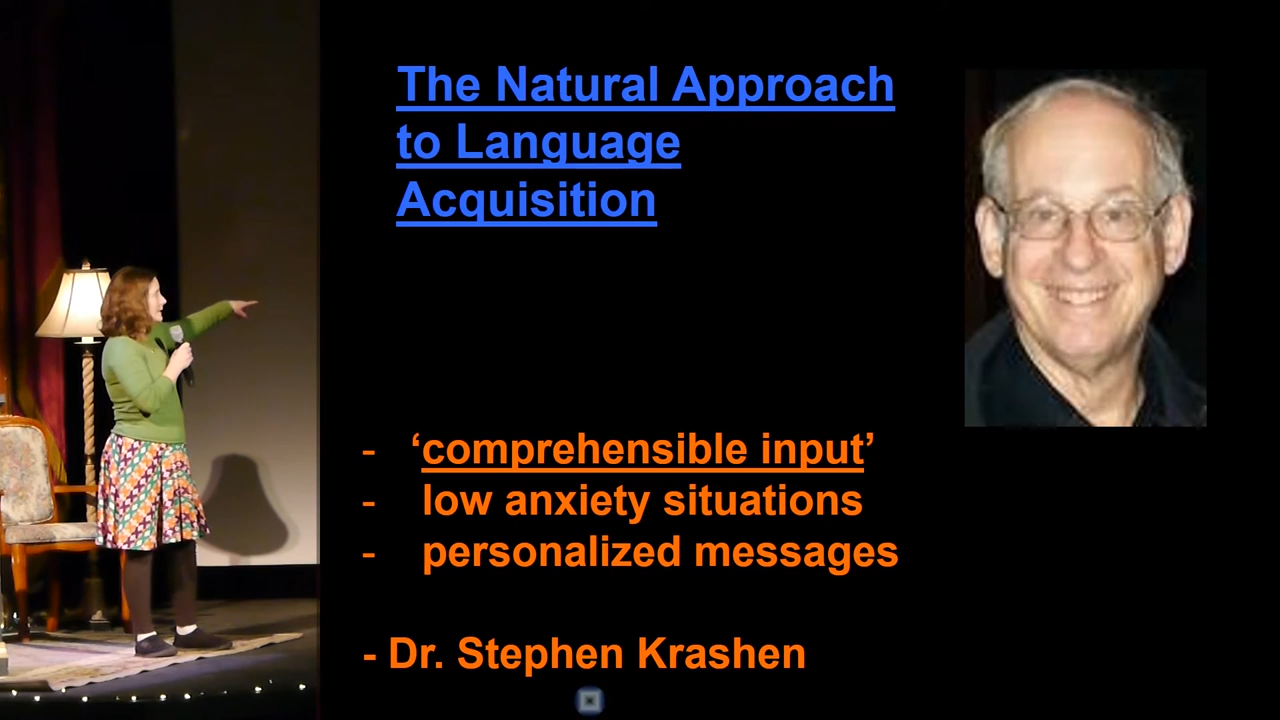 The Natural Approach
to Language
Acquisition
- ‘comprehensible input’
- low anxiety situations
- personalized messages
- Dr. Stephen Krashen